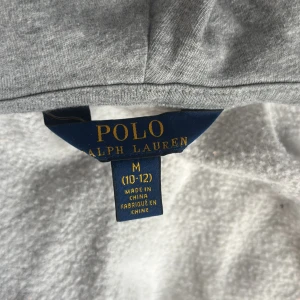 POLO
RALPH LAUREN
M
(10-12)
MADE IN
CHINA
FABRIQUÉ EN
CHINE